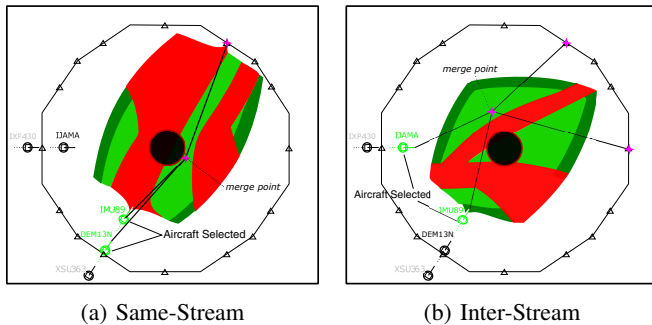 merge point
IXF430
IJAMA
IMU89
Aircraft Selected
DEM13N
XSU363
merge point
IXP430
IJAMA
Aircraft Selected
IMU89
DEM13N
XSU363
(a) Same-Stream
(b) Inter-Stream